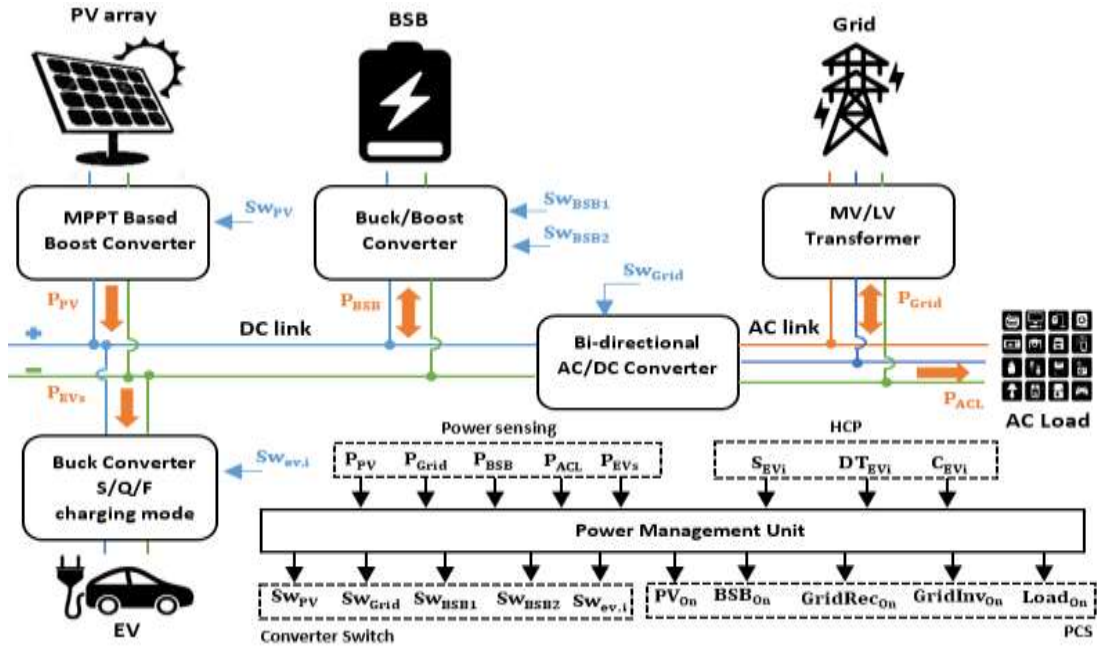 PV array
BSB
Grid
MPPT Based
Boost Converter
Sw_PV
Buck/Boost
Converter
Sw_BSB1
Sw_BSB2
MV/LV
Transformer
Sw_Grid
P_PV
P_BSB
P_Grid
+
DC link
Bi-directional
AC/DC Converter
AC link
−
P_EVs
P_ACL
AC Load
Buck Converter
S/Q/F
charging mode
Sw_ev.i
Power sensing
HCP
P_PV P_Grid P_BSB P_ACL P_EVs
S_EVi DT_EVi C_EVi
Power Management Unit
Sw_PV Sw_Grid Sw_BSB1 Sw_BSB2 Sw_ev.i
PV_On BSB_On GridRec_On GridInv_On Load_On
EV
Converter Switch
PCS